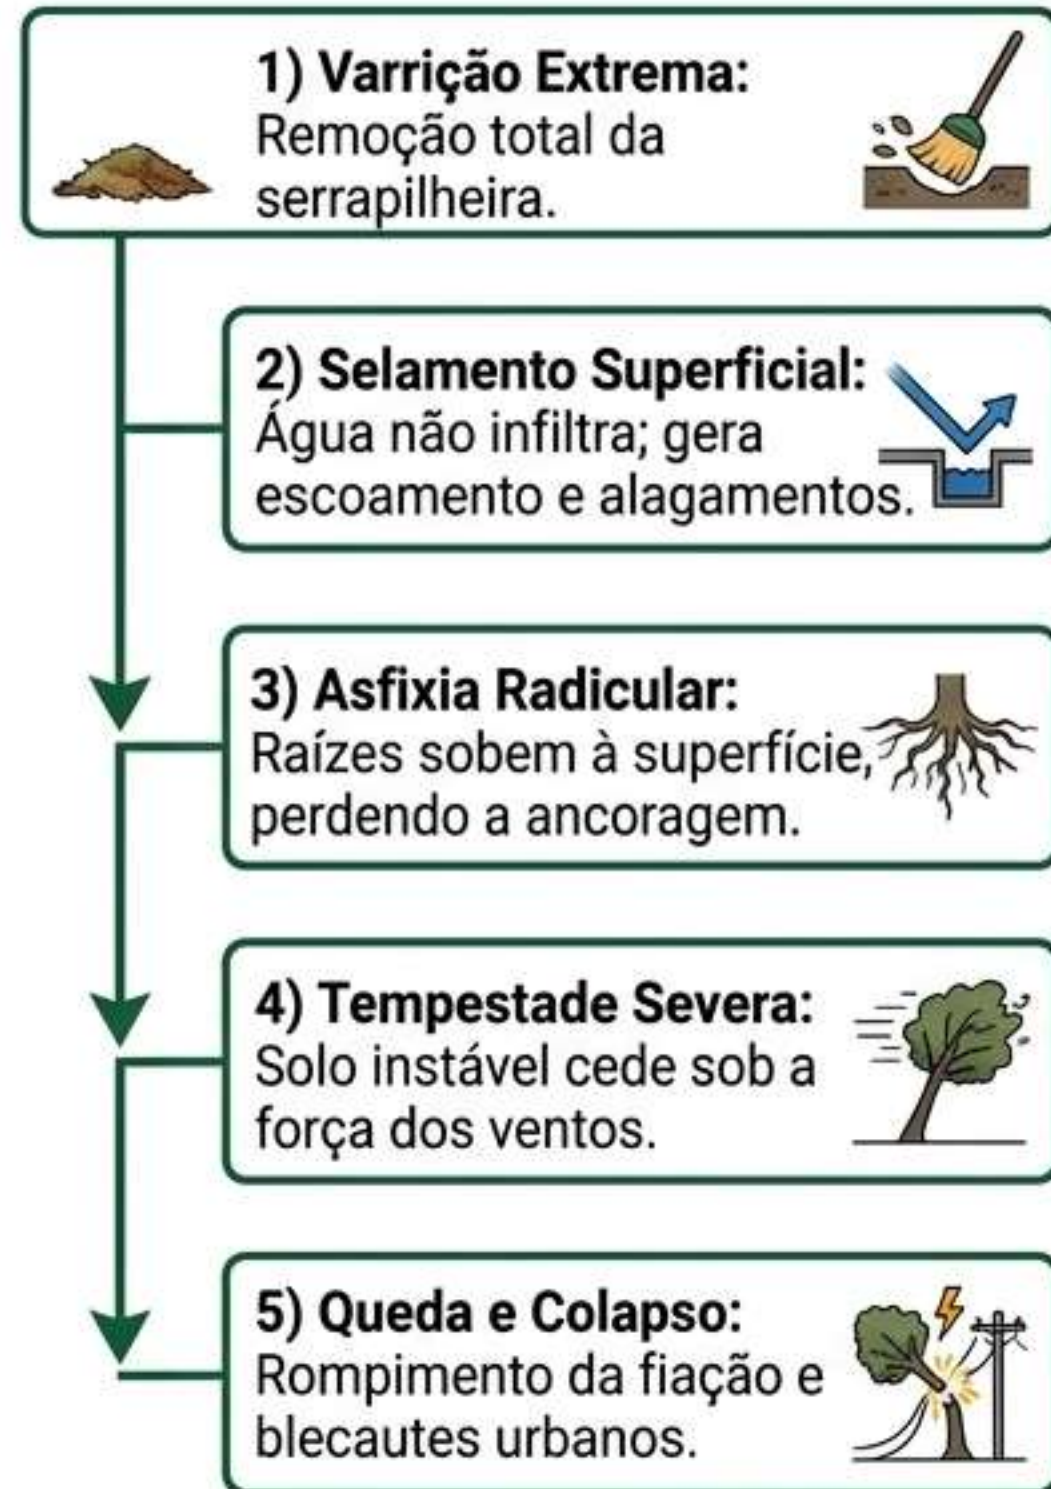 1) Varrição Extrema:
Remoção total da
serrapilheira.
2) Selamento Superficial:
Água não infiltra; gera
escoamento e alagamentos.
3) Asfixia Radicular:
Raízes sobem à superfície,
perdendo a ancoragem.
4) Tempestade Severa:
Solo instável cede sob a
força dos ventos.
5) Queda e Colapso:
Rompimento da fiação e
blecautes urbanos.